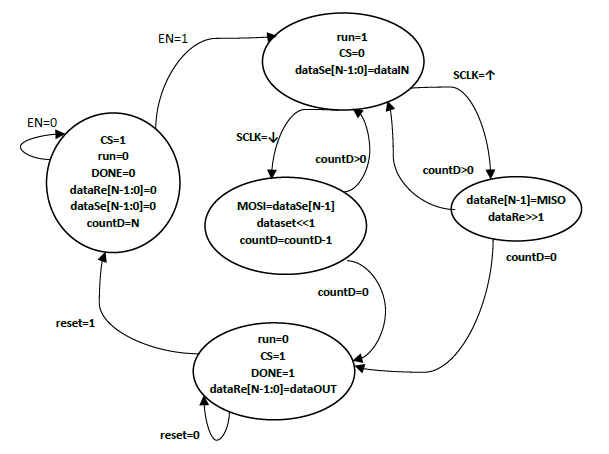 run=1
CS=0
dataSe[N-1:0]=dataIN
EN=1
SCLK=↑
EN=0
CS=1
run=0
DONE=0
dataRe[N-1:0]=0
dataSe[N-1:0]=0
countD=N
SCLK=↓
countD>0
countD>0
MOSI=dataSe[N-1]
dataset<<1
countD=countD-1
dataRe[N-1]=MISO
dataRe>>1
countD=0
countD=0
reset=1
run=0
CS=1
DONE=1
dataRe[N-1:0]=dataOUT
reset=0